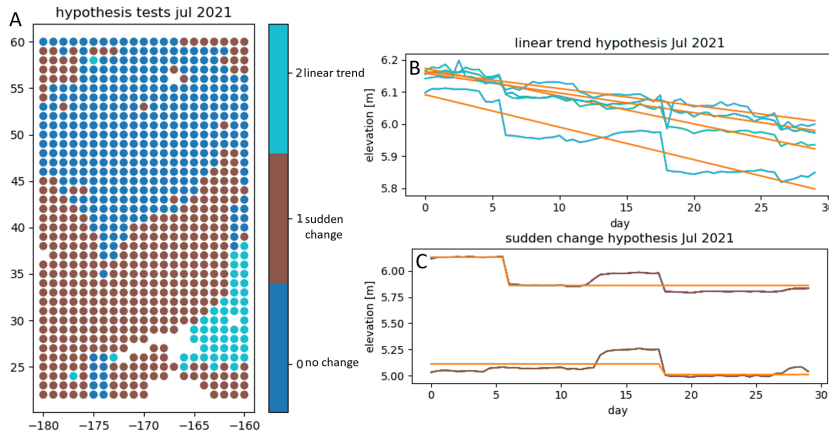 A
hypothesis tests jul 2021
60
55
50
45
40
35
30
25
−180 −175 −170 −165 −160
2 linear trend
1 sudden change
0 no change
B
linear trend hypothesis Jul 2021
elevation [m]
6.2
6.1
6.0
5.9
5.8
0 5 10 15 20 25 30
day
C
sudden change hypothesis Jul 2021
elevation [m]
6.00
5.75
5.50
5.25
5.00
0 5 10 15 20 25 30
day